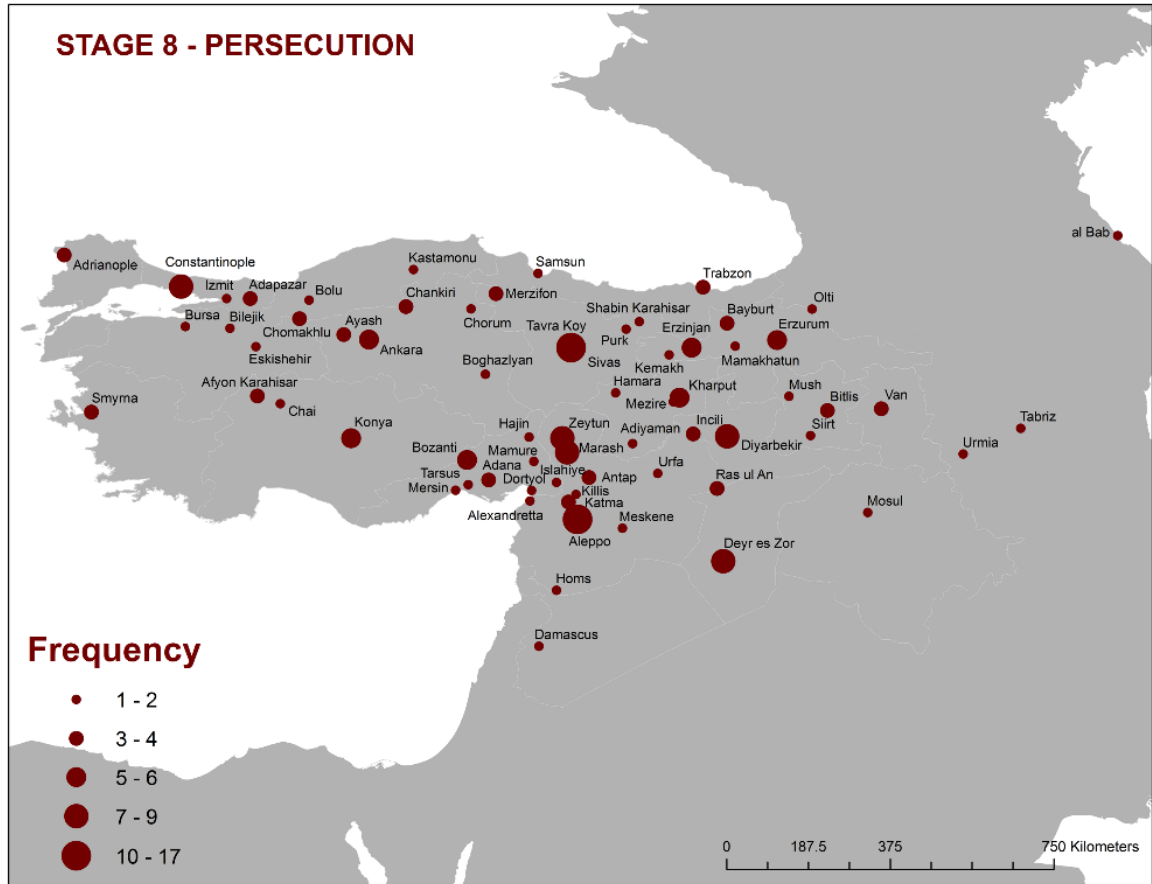 STAGE 8 - PERSECUTION
al Bab
Adrianople
Constantinople
Kastamonu
Samsun
Trabzon
Izmit
Adapazar
Bolu
Chankiri
Merzifon
Shabin Karahisar
Bayburt
Olti
Bursa
Bilejik
Chomakhlu
Ayash
Chorum
Tavra Koy
Purk
Erzinjan
Erzurum
Eskishehir
Ankara
Boghazlyan
Sivas
Kemakh
Mamakhatun
Afyon Karahisar
Hamara
Kharput
Mush
Smyrna
Chai
Mezire
Bitlis
Van
Konya
Hajin
Zeytun
Adiyaman
Incili
Siirt
Tabriz
Bozanti
Mamure
Marash
Diyarbekir
Urmia
Tarsus
Adana
Islahiye
Antap
Urfa
Ras ul An
Mersin
Dortyol
Killis
Alexandretta
Katma
Meskene
Mosul
Aleppo
Deyr es Zor
Homs
Damascus
Frequency
1 - 2
3 - 4
5 - 6
7 - 9
10 - 17
0 187.5 375 750 Kilometers